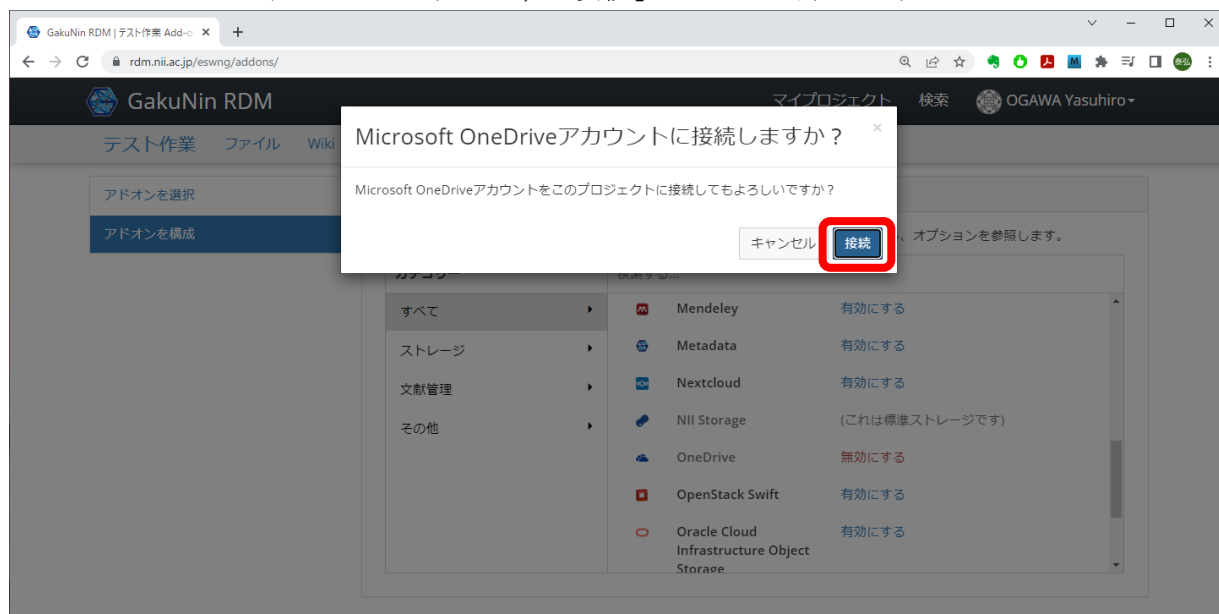 GakuNin RDM | テスト作業 Add-o
rdm.nii.ac.jp/eswng/addons/
GakuNin RDM
マイプロジェクト
検索
OGAWA Yasuhiro
テスト作業
ファイル
Wiki
Microsoft OneDriveアカウントに接続しますか？
×
Microsoft OneDriveアカウントをこのプロジェクトに接続してもよろしいですか？
キャンセル
接続
アドオンを選択
アドオンを構成
、オプションを参照します。
カテゴリー
検索する...
すべて
ストレージ
文献管理
その他
Mendeley
有効にする
Metadata
有効にする
Nextcloud
有効にする
NII Storage
(これは標準ストレージです)
OneDrive
無効にする
OpenStack Swift
有効にする
Oracle Cloud
Infrastructure Object
Storage
有効にする